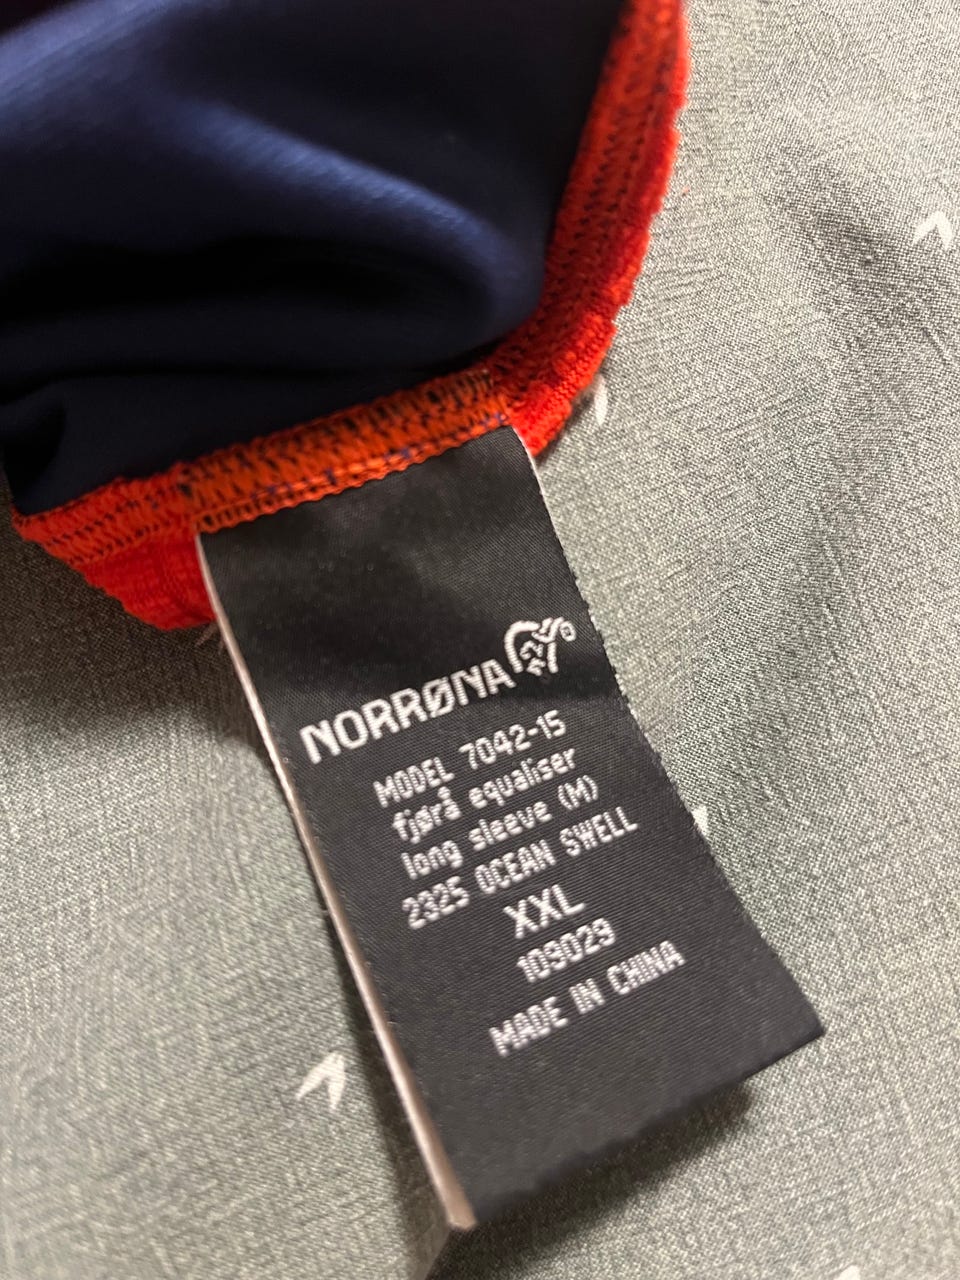 NORRØNA
MODEL 7042-15
fjørå equaliser
long sleeve (M)
2325 OCEAN SWELL
XXL
109029
MADE IN CHINA